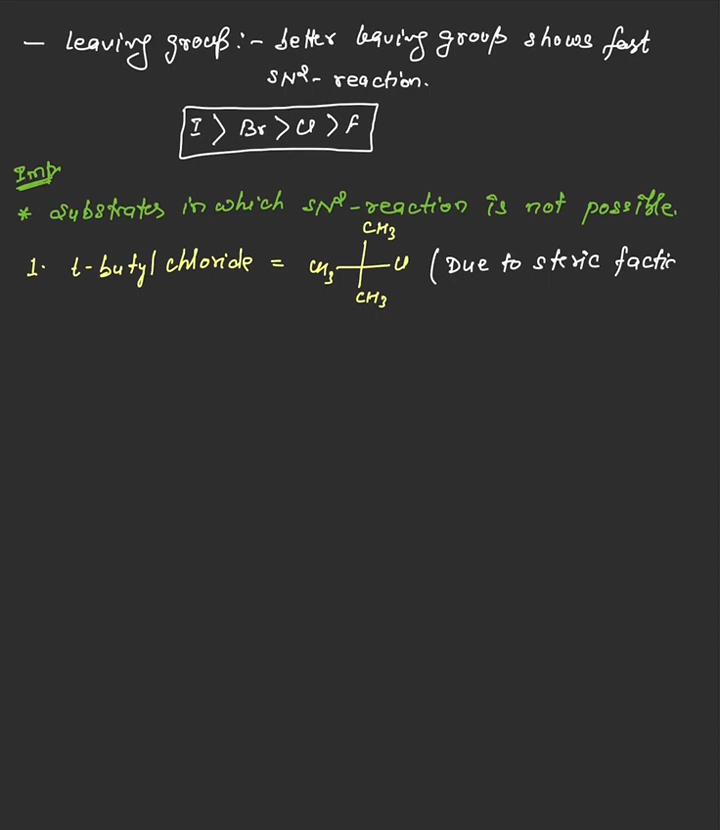 – leaving group :- better leaving group shows fast
SN2- reaction.
I > Br > Cl > F
Imp
* Substrates in which SN2-reaction is not possible.
CH3
1. t-butyl chloride = CH3 Cl (Due to steric factic
CH3